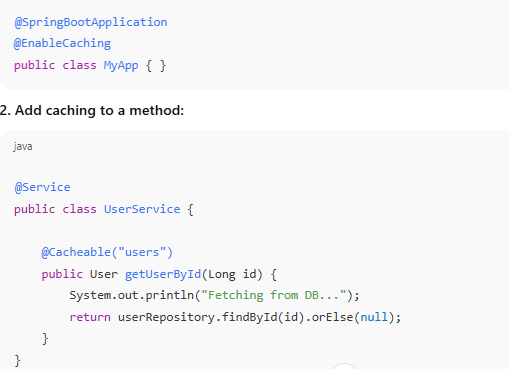 @SpringBootApplication
@EnableCaching
public class MyApp { }
2. Add caching to a method:
java
@Service
public class UserService {
    @Cacheable("users")
    public User getUserById(Long id) {
        System.out.println("Fetching from DB...");
        return userRepository.findById(id).orElse(null);
    }
}